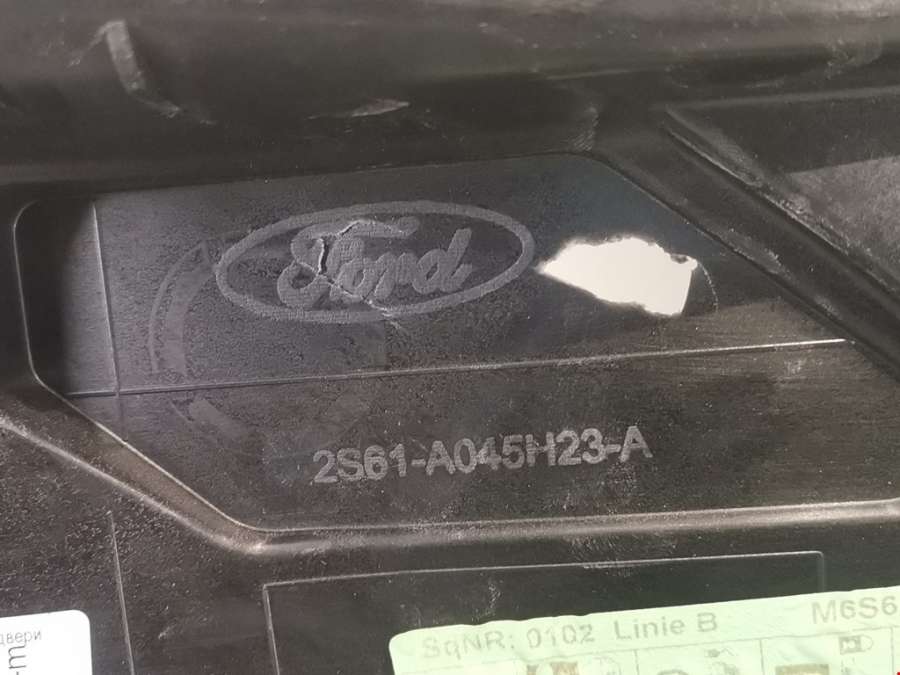 Ford
2S61-A045H23-A
SqNR: 0102 Linie B M6S6
двери
-m